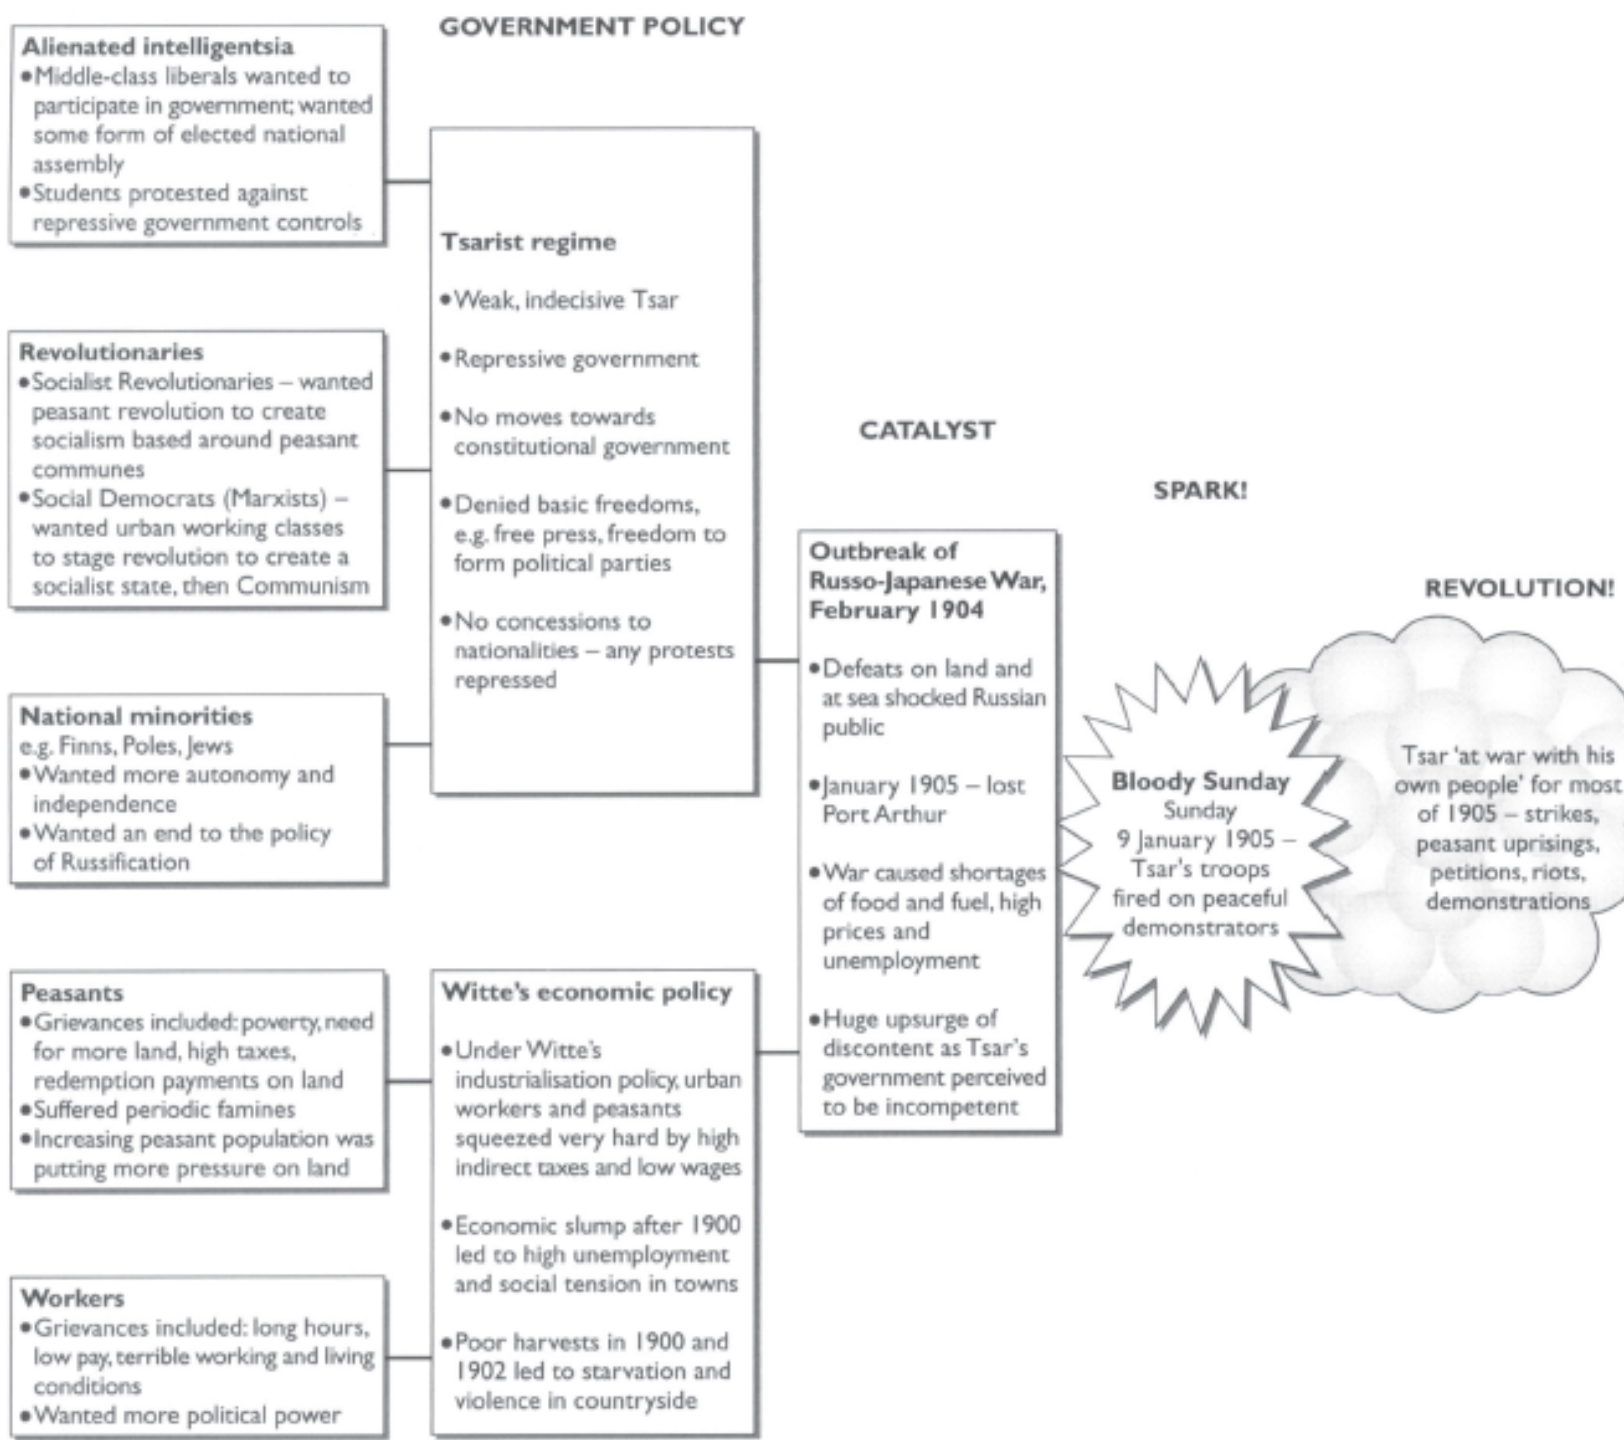 GOVERNMENT POLICY
Alienated intelligentsia
•Middle-class liberals wanted to
participate in government; wanted
some form of elected national
assembly
•Students protested against
repressive government controls
Revolutionaries
•Socialist Revolutionaries – wanted
peasant revolution to create
socialism based around peasant
communes
•Social Democrats (Marxists) –
wanted urban working classes
to stage revolution to create a
socialist state, then Communism
National minorities
e.g. Finns, Poles, Jews
•Wanted more autonomy and
independence
•Wanted an end to the policy
of Russification
Peasants
•Grievances included: poverty, need
for more land, high taxes,
redemption payments on land
•Suffered periodic famines
•Increasing peasant population was
putting more pressure on land
Workers
•Grievances included: long hours,
low pay, terrible working and living
conditions
•Wanted more political power
Tsarist regime
•Weak, indecisive Tsar
•Repressive government
•No moves towards
constitutional government
•Denied basic freedoms,
e.g. free press, freedom to
form political parties
•No concessions to
nationalities – any protests
repressed
Witte's economic policy
•Under Witte's
industrialisation policy, urban
workers and peasants
squeezed very hard by high
indirect taxes and low wages
•Economic slump after 1900
led to high unemployment
and social tension in towns
•Poor harvests in 1900 and
1902 led to starvation and
violence in countryside
CATALYST
Outbreak of
Russo-Japanese War,
February 1904
•Defeats on land and
at sea shocked Russian
public
•January 1905 – lost
Port Arthur
•War caused shortages
of food and fuel, high
prices and
unemployment
•Huge upsurge of
discontent as Tsar's
government perceived
to be incompetent
SPARK!
Bloody Sunday
Sunday
9 January 1905 –
Tsar's troops
fired on peaceful
demonstrators
REVOLUTION!
Tsar 'at war with his
own people' for most
of 1905 – strikes,
peasant uprisings,
petitions, riots,
demonstrations